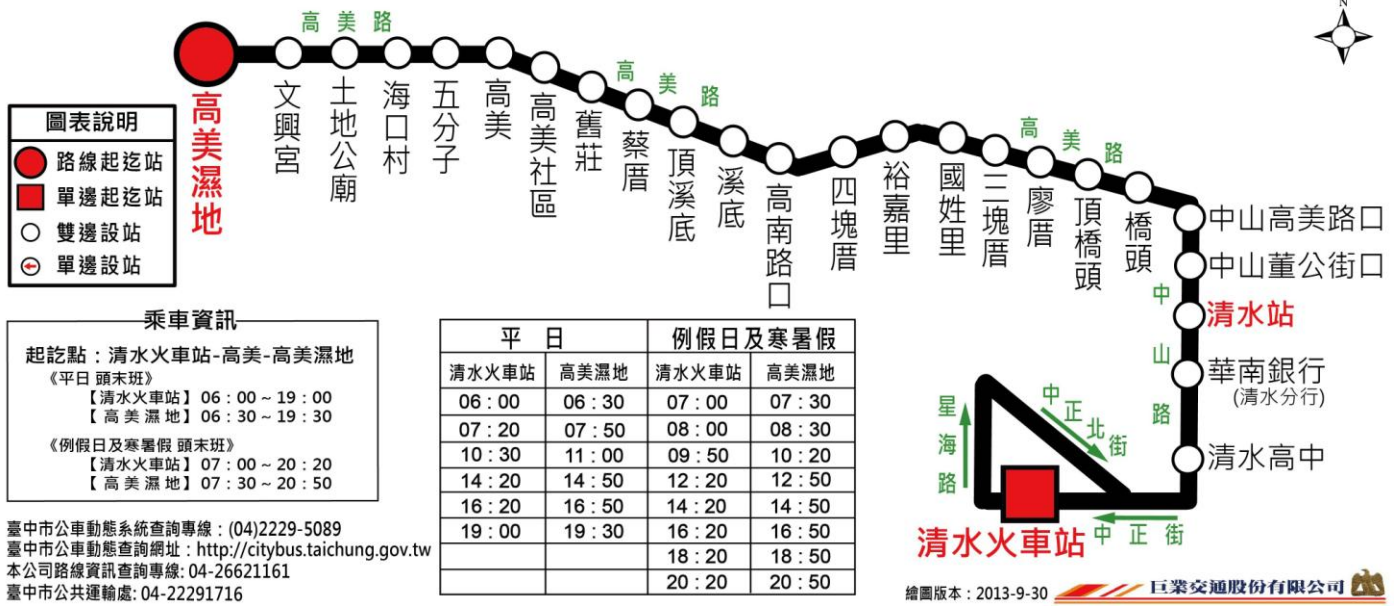 N
高美路
高美濕地
文興宮
土地公廟
海口村
五分子
高美
高美社區
舊莊
高美路
蔡厝
頂溪底
溪底
高南路口
四塊厝
裕嘉里
國姓里
三塊厝
高美路
廖厝
頂橋頭
橋頭
中山高美路口
中山董公街口
清水站
華南銀行
(清水分行)
清水高中
中山路
中正街
中正北街
星海路
清水火車站
圖表說明
路線起迄站
單邊起迄站
雙邊設站
單邊設站
乘車資訊
起訖點：清水火車站-高美-高美濕地
《平日 頭末班》
【清水火車站】06：00 ~ 19：00
【高美濕地】06：30 ~ 19：30
《例假日及寒暑假 頭末班》
【清水火車站】07：00 ~ 20：20
【高美濕地】07：30 ~ 20：50
平 日 例假日及寒暑假
清水火車站 高美濕地 清水火車站 高美濕地
06：00 06：30 07：00 07：30
07：20 07：50 08：00 08：30
10：30 11：00 09：50 10：20
14：20 14：50 12：20 12：50
16：20 16：50 14：20 14：50
19：00 19：30 16：20 16：50
18：20 18：50
20：20 20：50
臺中市公車動態系統查詢專線：(04)2229-5089
臺中市公車動態查詢網址：http://citybus.taichung.gov.tw
本公司路線資訊查詢專線: 04-26621161
臺中市公共運輸處: 04-22291716
繪圖版本：2013-9-30
巨業交通股份有限公司